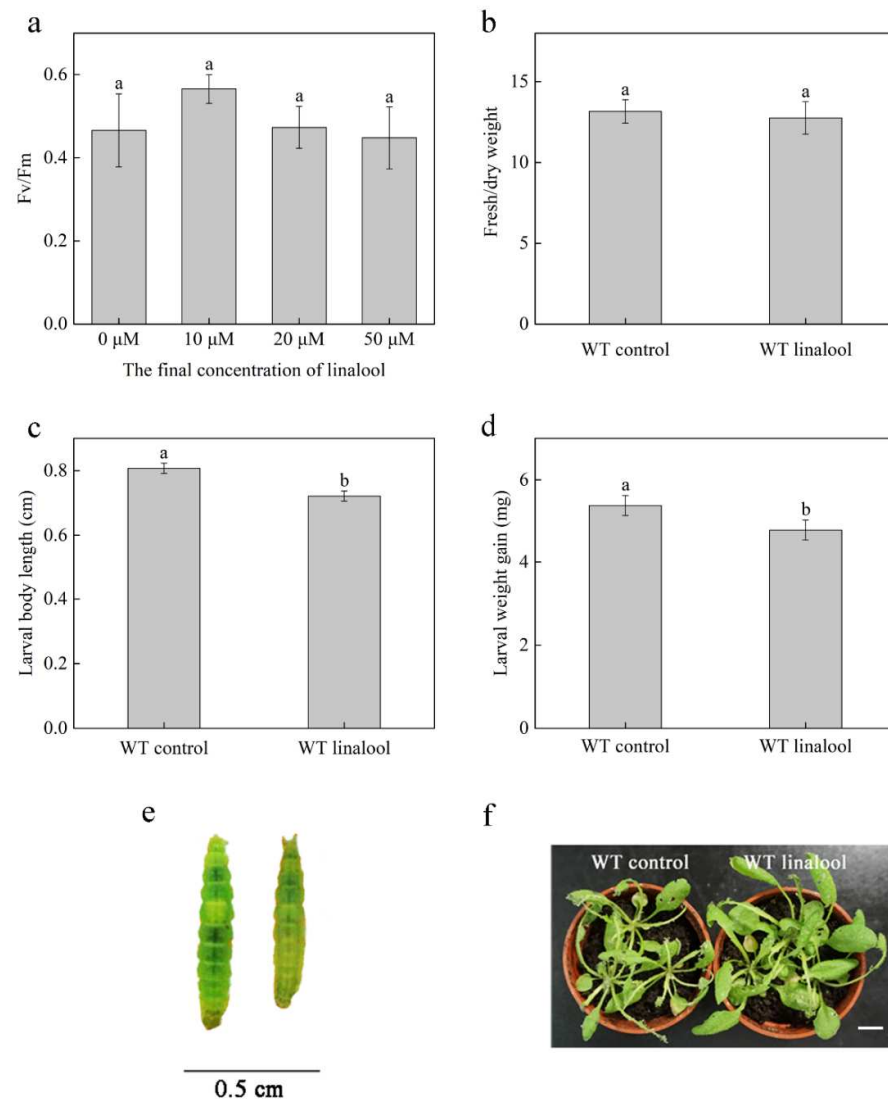 a
0.6
0.4
0.2
0.0
Fv/Fm
a
a
a
a
0 μM
10 μM
20 μM
50 μM
The final concentration of linalool
b
15
10
5
0
Fresh/dry weight
a
a
WT control
WT linalool
c
0.8
0.6
0.4
0.2
0.0
Larval body length (cm)
a
b
WT control
WT linalool
d
6
4
2
0
Larval weight gain (mg)
a
b
WT control
WT linalool
e
0.5 cm
f
WT control
WT linalool